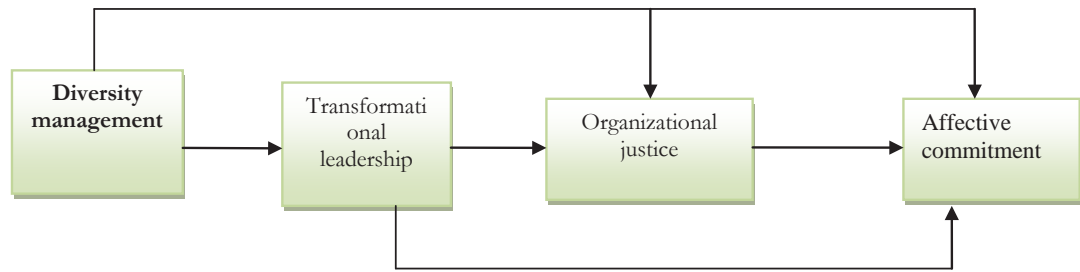 Diversity
management
Transformati
onal
leadership
Organizational
justice
Affective
commitment